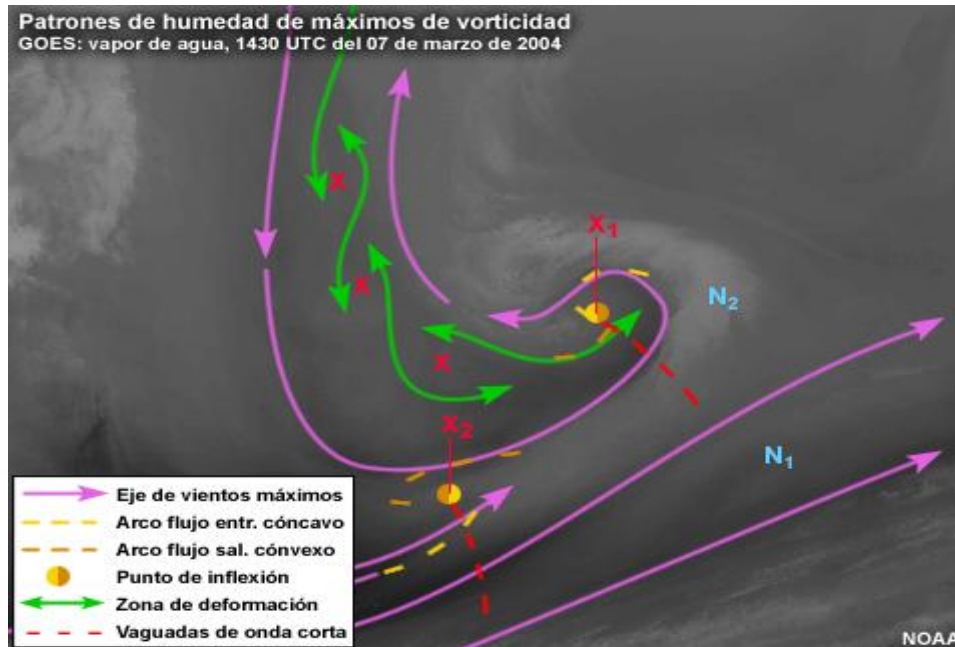 Patrones de humedad de máximos de vorticidad
GOES: vapor de agua, 1430 UTC del 07 de marzo de 2004
X
X₁
X
N₂
X
X₂
N₁
Eje de vientos máximos
Arco flujo entr. cóncavo
Arco flujo sal. cónvexo
Punto de inflexión
Zona de deformación
Vaguadas de onda corta
NOAA